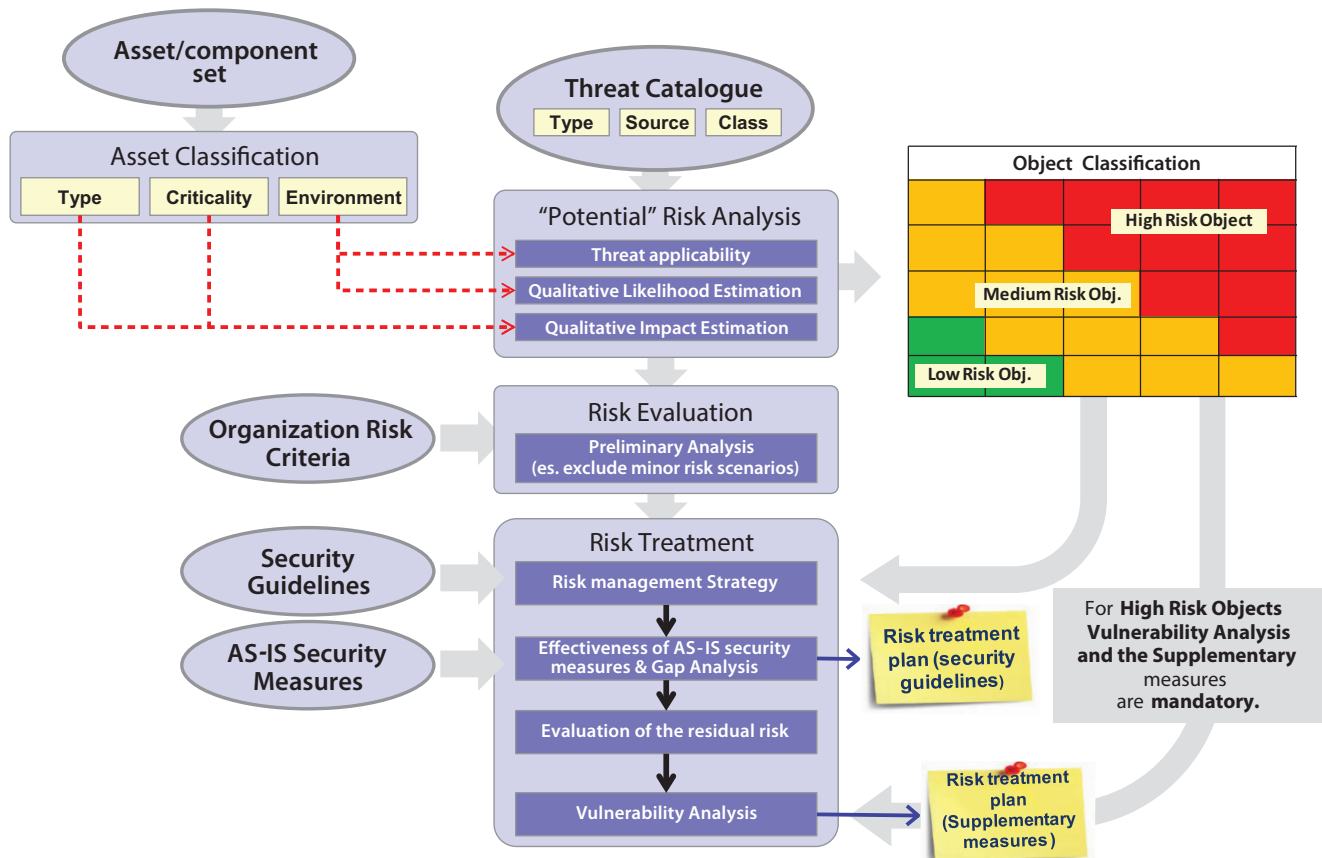 Asset/component
set
Asset Classification
Type
Criticality
Environment
Threat Catalogue
Type
Source
Class
“Potential” Risk Analysis
Threat applicability
Qualitative Likelihood Estimation
Qualitative Impact Estimation
Object Classification
High Risk Object
Medium Risk Obj.
Low Risk Obj.
Organization Risk
Criteria
Risk Evaluation
Preliminary Analysis
(es. exclude minor risk scenarios)
Security
Guidelines
AS-IS Security
Measures
Risk Treatment
Risk management Strategy
Effectiveness of AS-IS security
measures & Gap Analysis
Evaluation of the residual risk
Vulnerability Analysis
Risk treatment
plan (security
guidelines)
For High Risk Objects
Vulnerability Analysis
and the Supplementary
measures
are mandatory.
Risk treatment
plan
(Supplementary
measures )